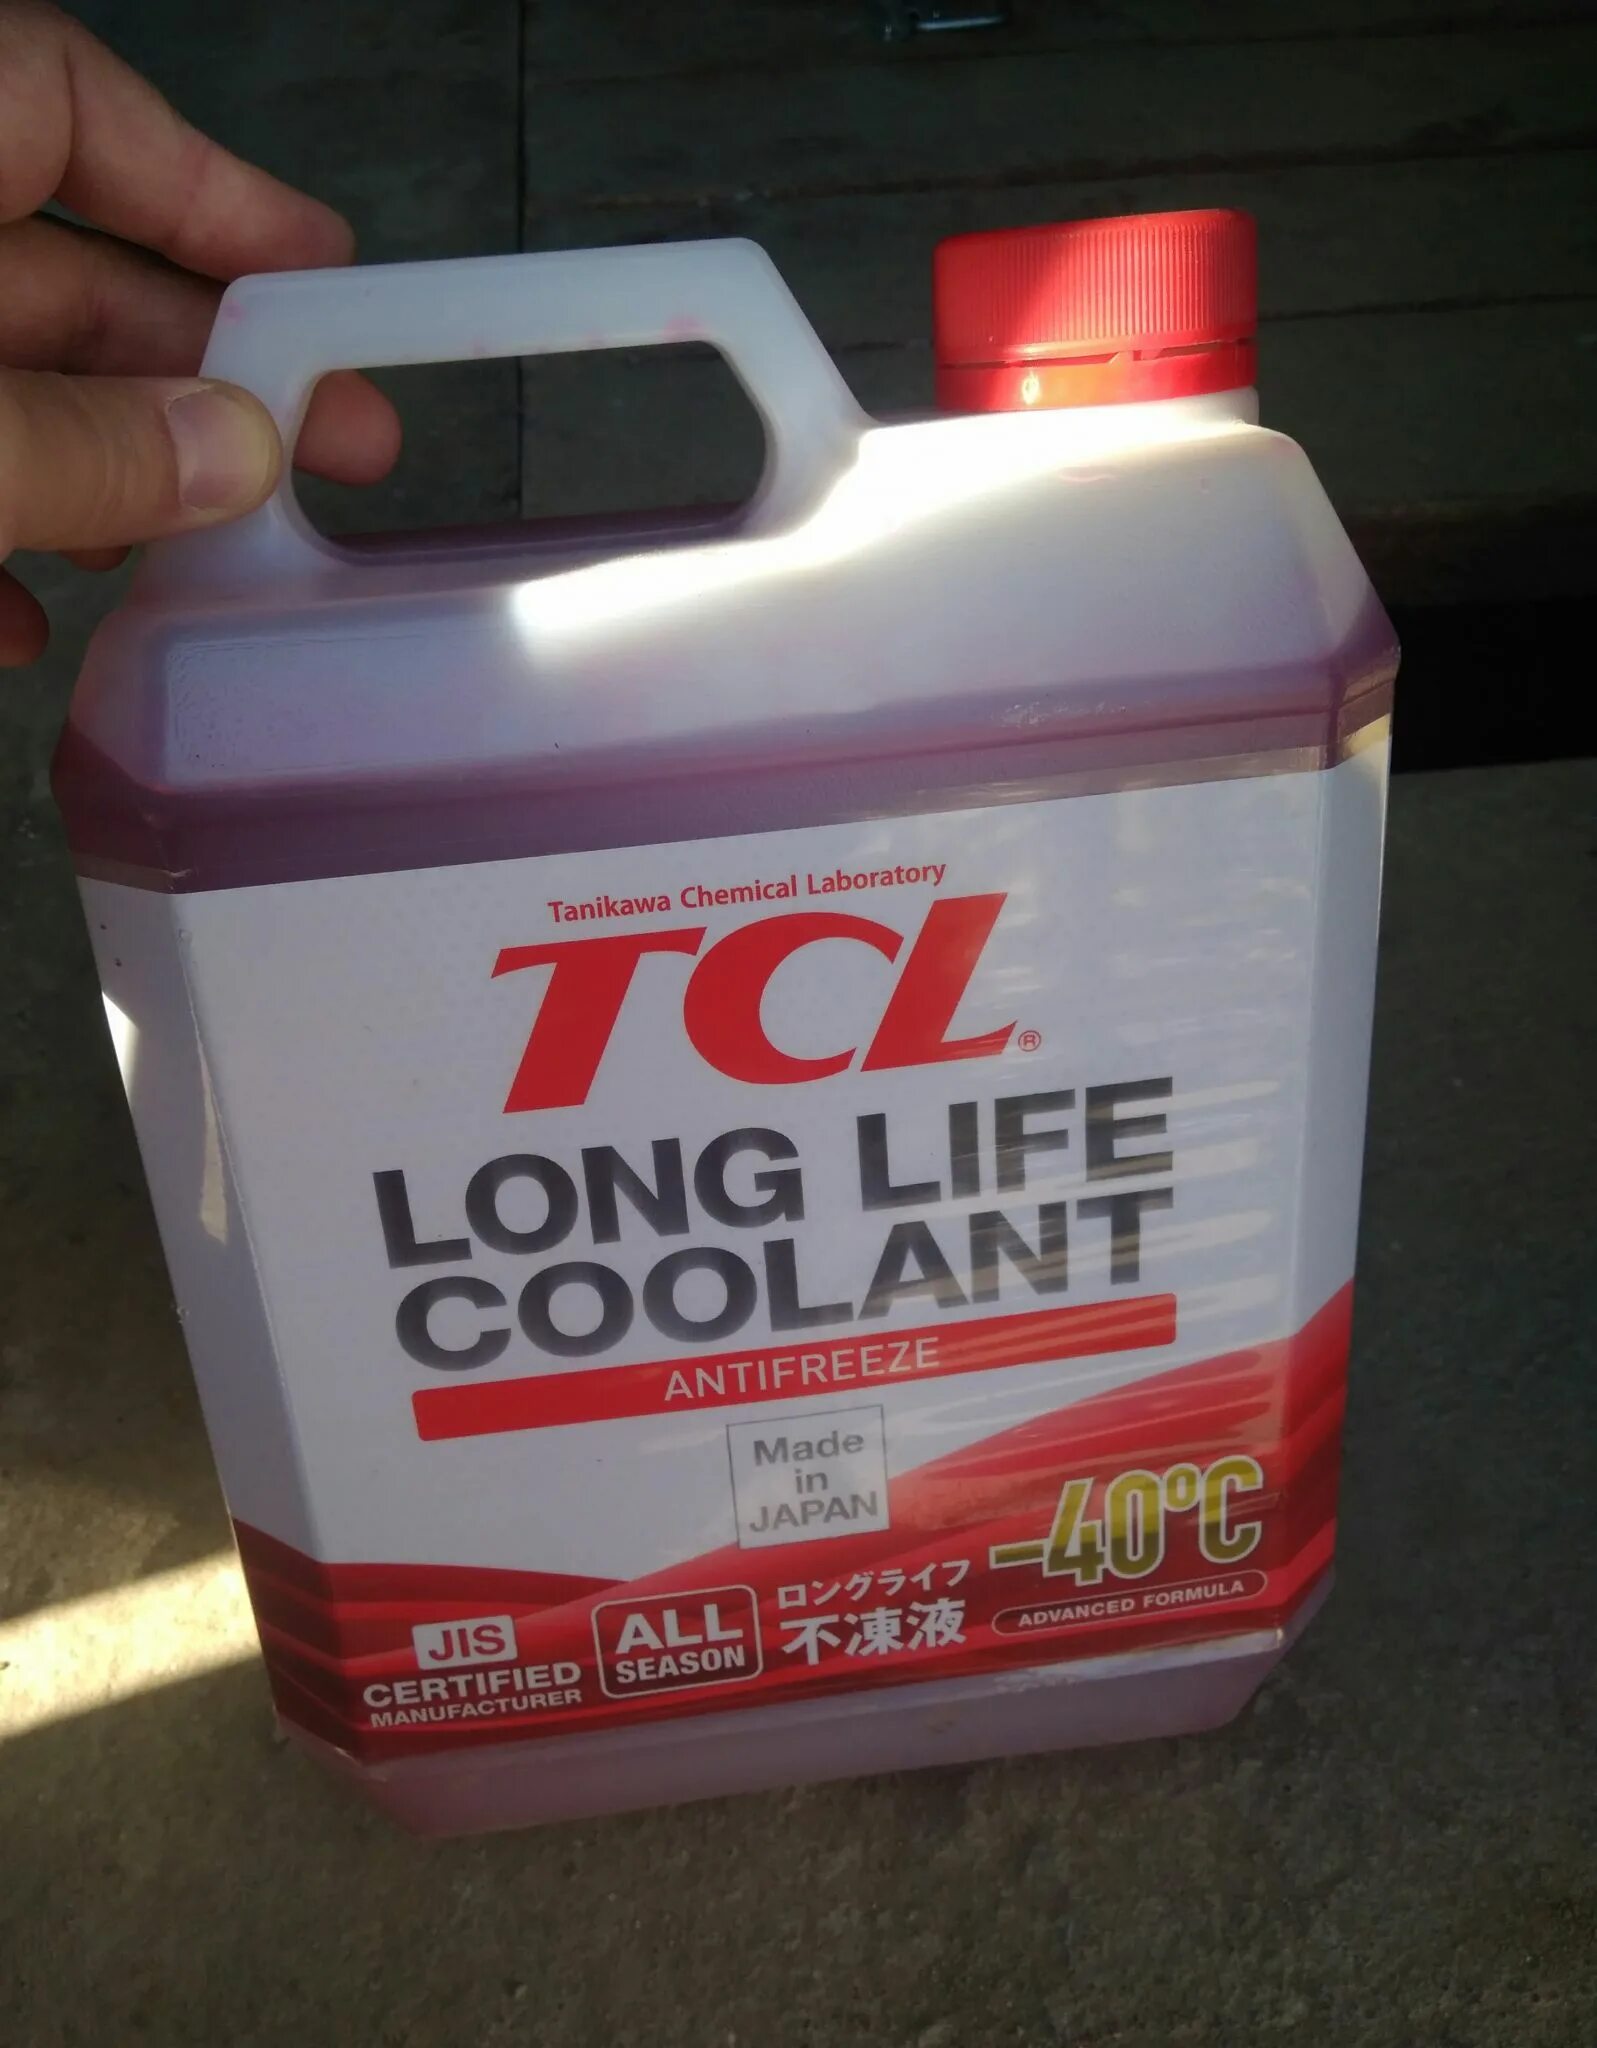 Tanikawa Chemical Laboratory
TCL®
LONG LIFE
COOLANT
ANTIFREEZE
Made
in
JAPAN
-40°C
ADVANCED FORMULA
ロングライフ
不凍液
ALL
SEASON
JIS
CERTIFIED
MANUFACTURER